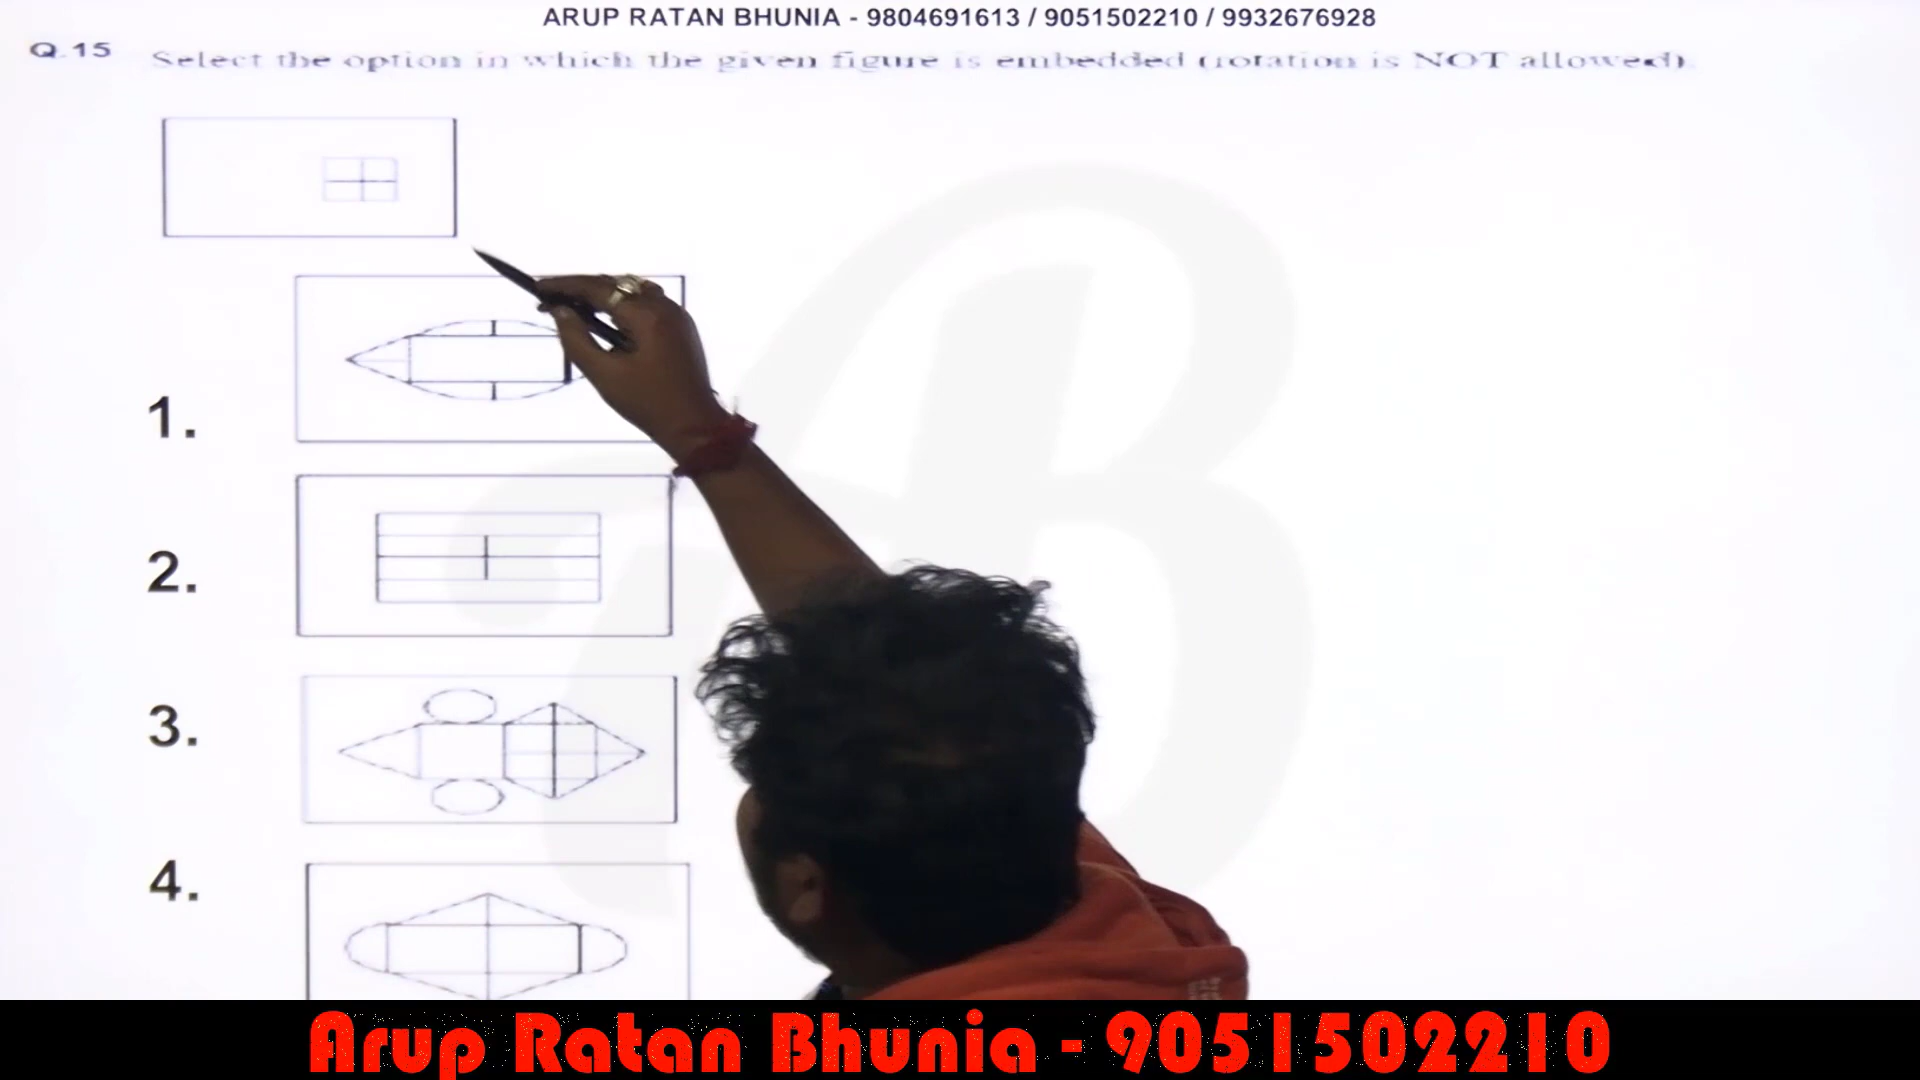 ARUP RATAN BHUNIA - 9804691613 / 9051502210 / 9932676928
Q.15 Select the option in which the given figure is embedded (rotation is NOT allowed).
1.
2.
3.
4.
Arup Ratan Bhunia - 9051502210